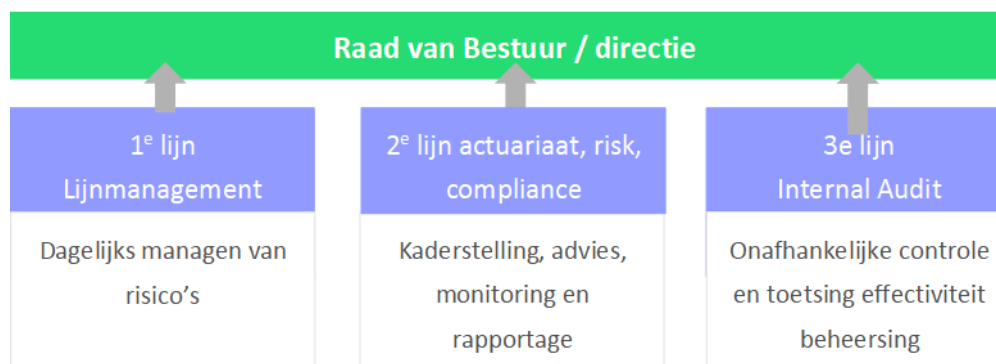 Raad van Bestuur / directie
1e lijn
Lijnmanagement
Dagelijks managen van
risico's
2e lijn actuariaat, risk,
compliance
Kaderstelling, advies,
monitoring en
rapportage
3e lijn
Internal Audit
Onafhankelijke controle
en toetsing effectiviteit
beheersing